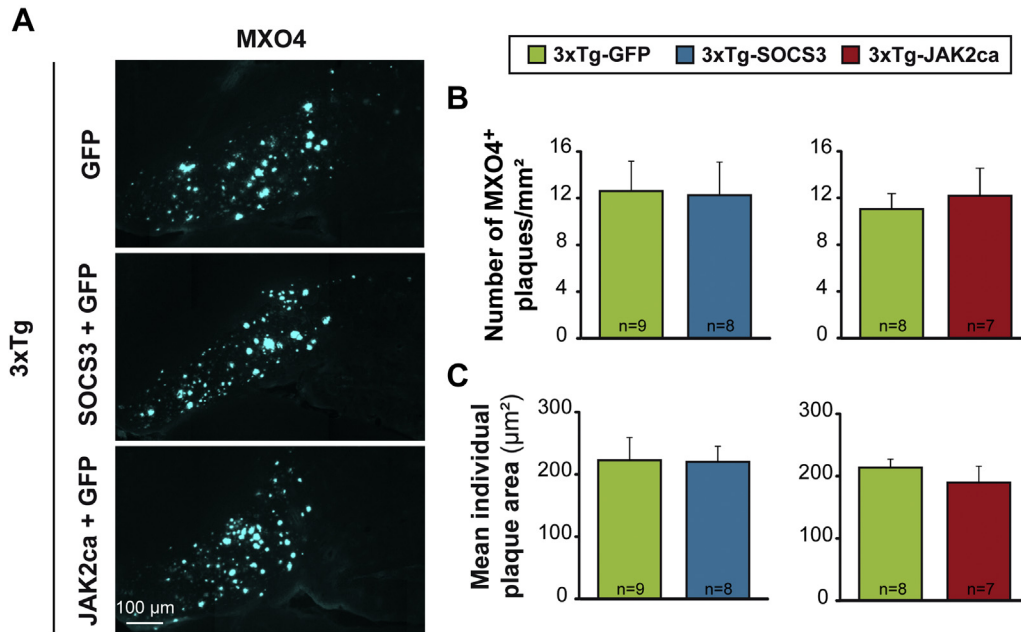 A
MXO4
3xTg
GFP
SOCS3 + GFP
JAK2ca + GFP
100 µm
3xTg-GFP 3xTg-SOCS3 3xTg-JAK2ca
B
Number of MXO4⁺
plaques/mm²
16
12
8
4
0
n=9 n=8
16
12
8
4
0
n=8 n=7
C
Mean individual
plaque area (µm²)
300
200
100
0
n=9 n=8
300
200
100
0
n=8 n=7